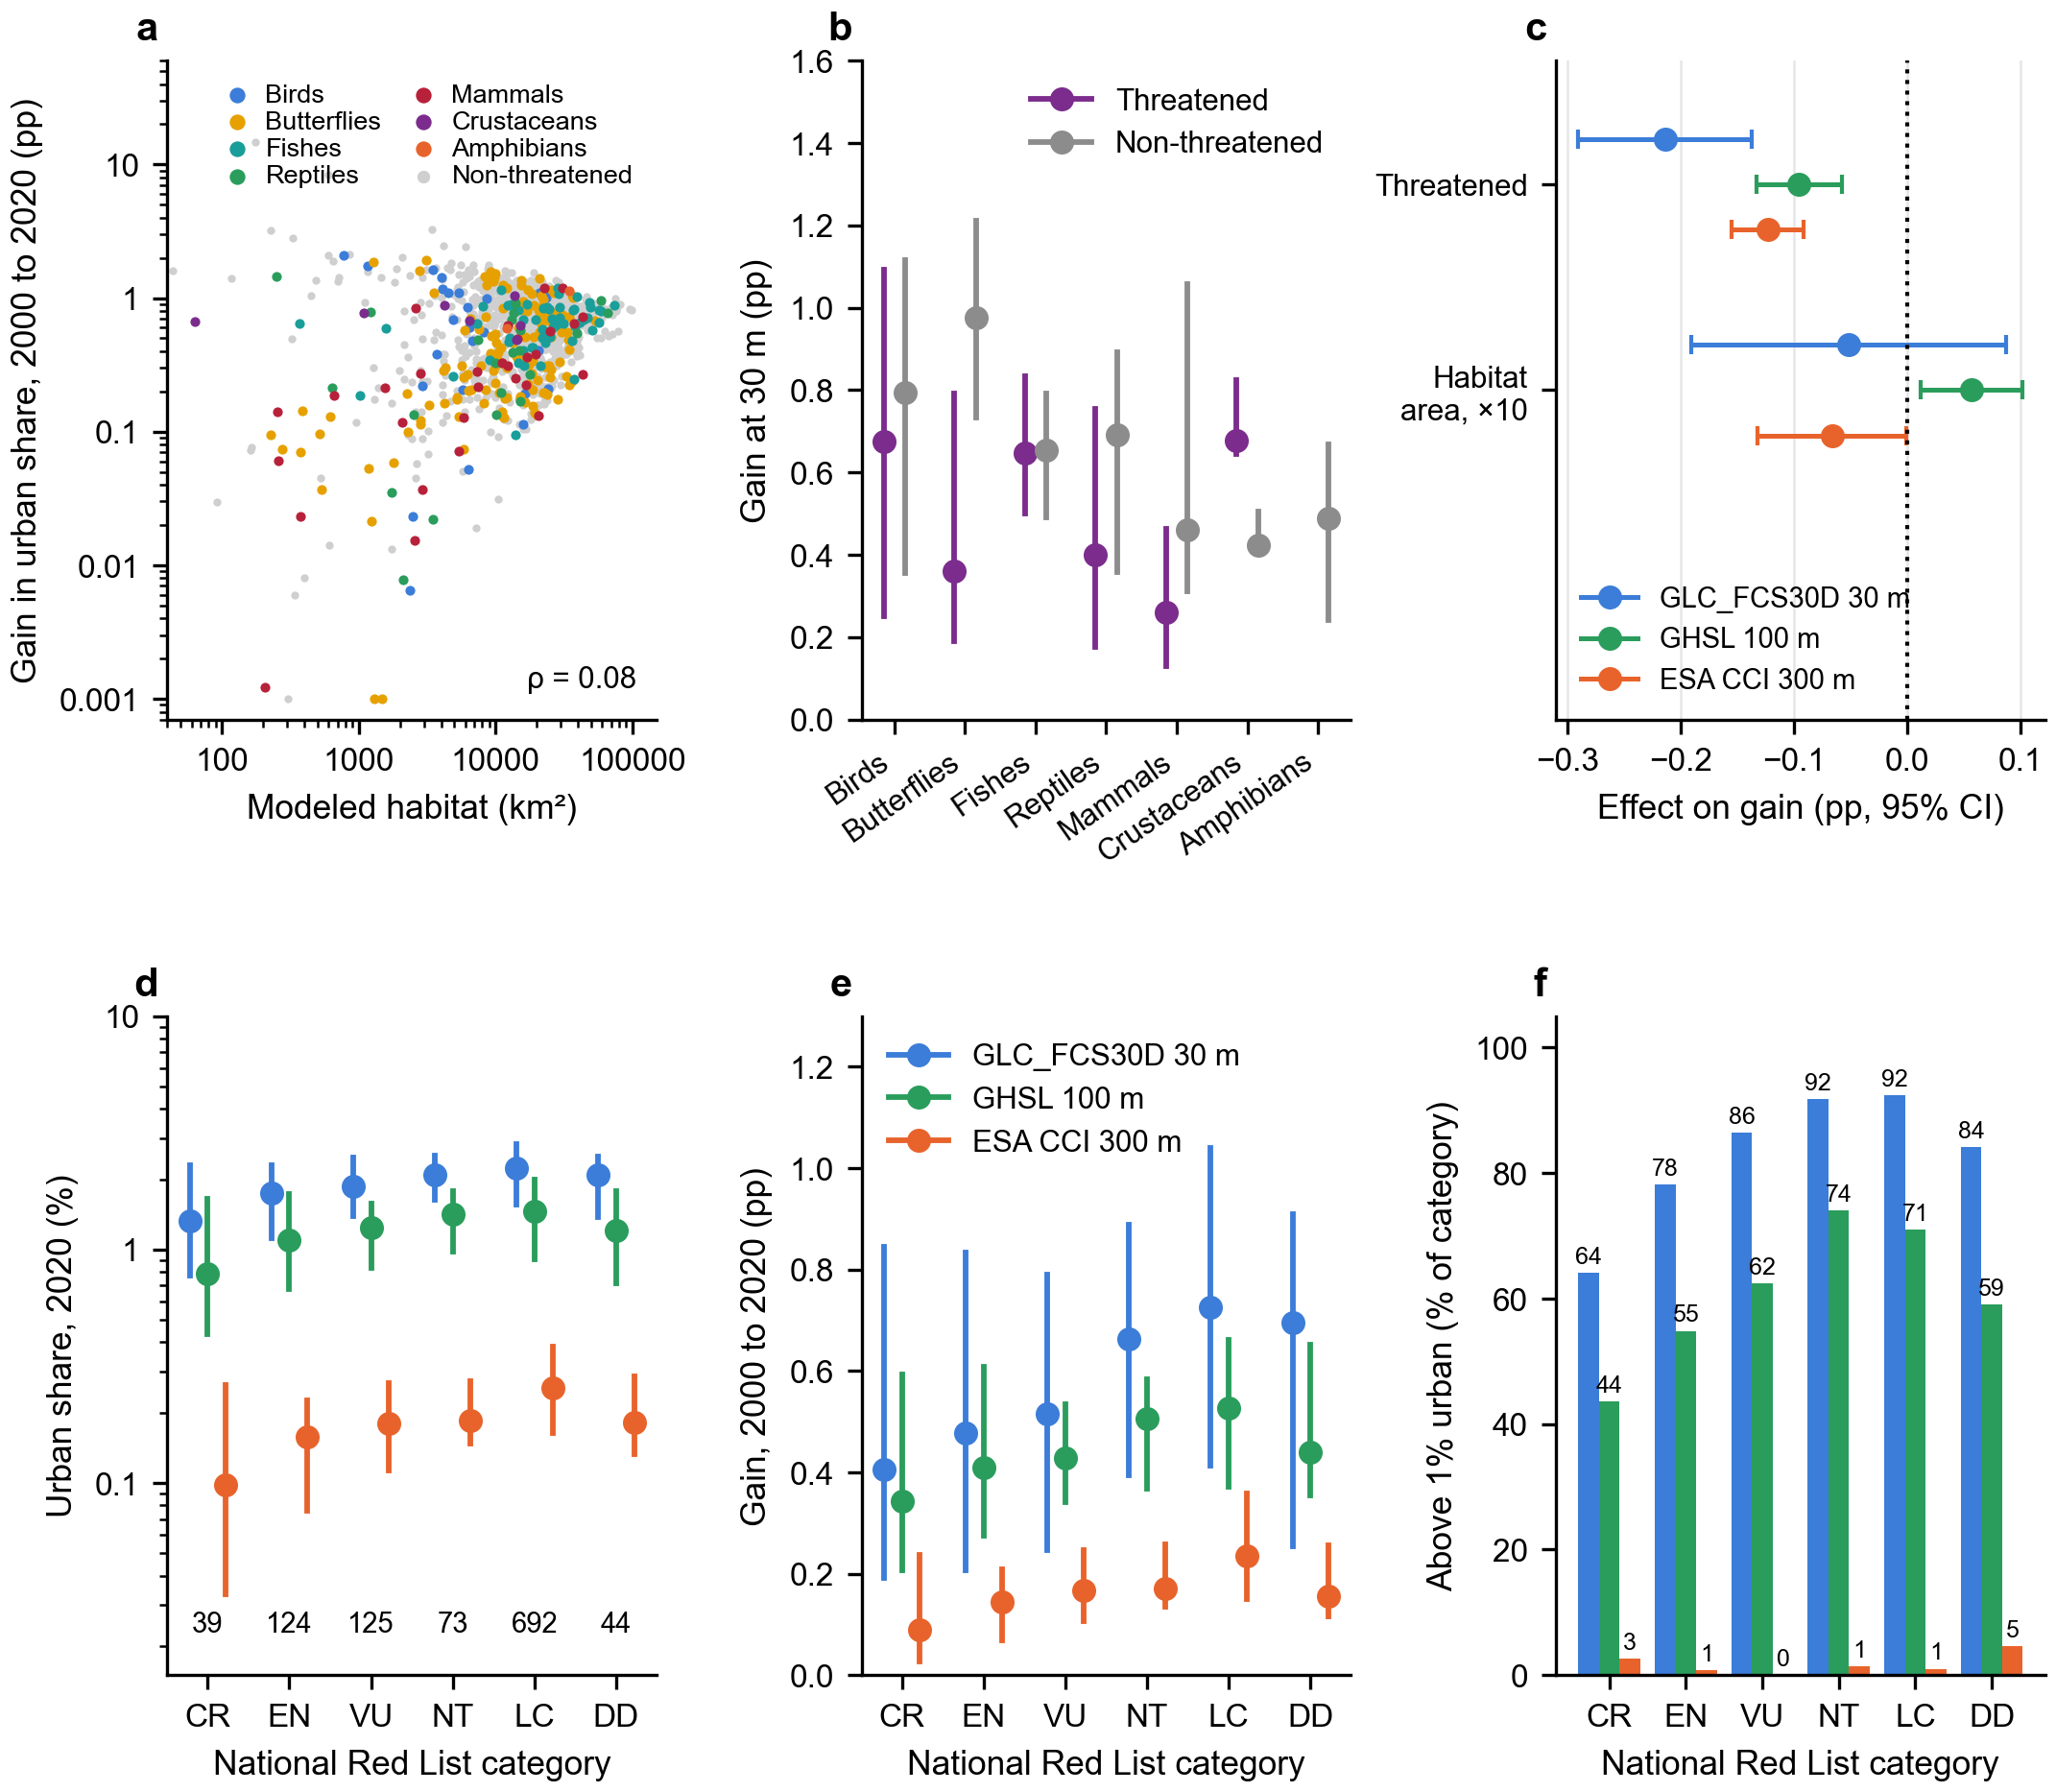 a
Gain in urban share, 2000 to 2020 (pp)
10
1
0.1
0.01
0.001
Birds
Butterflies
Fishes
Reptiles
Mammals
Crustaceans
Amphibians
Non-threatened
ρ = 0.08
100
1000
10000
100000
Modeled habitat (km²)
b
Gain at 30 m (pp)
1.6
1.4
1.2
1.0
0.8
0.6
0.4
0.2
0.0
Threatened
Non-threatened
Birds
Butterflies
Fishes
Reptiles
Mammals
Crustaceans
Amphibians
c
Threatened
Habitat
area, ×10
GLC_FCS30D 30 m
GHSL 100 m
ESA CCI 300 m
−0.3
−0.2
−0.1
0.0
0.1
Effect on gain (pp, 95% CI)
d
Urban share, 2020 (%)
10
1
0.1
39
124
125
73
692
44
CR
EN
VU
NT
LC
DD
National Red List category
e
Gain, 2000 to 2020 (pp)
1.2
1.0
0.8
0.6
0.4
0.2
0.0
GLC_FCS30D 30 m
GHSL 100 m
ESA CCI 300 m
CR
EN
VU
NT
LC
DD
National Red List category
f
Above 1% urban (% of category)
100
80
60
40
20
0
64
44
3
78
55
1
86
62
0
92
74
1
92
71
1
84
59
5
CR
EN
VU
NT
LC
DD
National Red List category